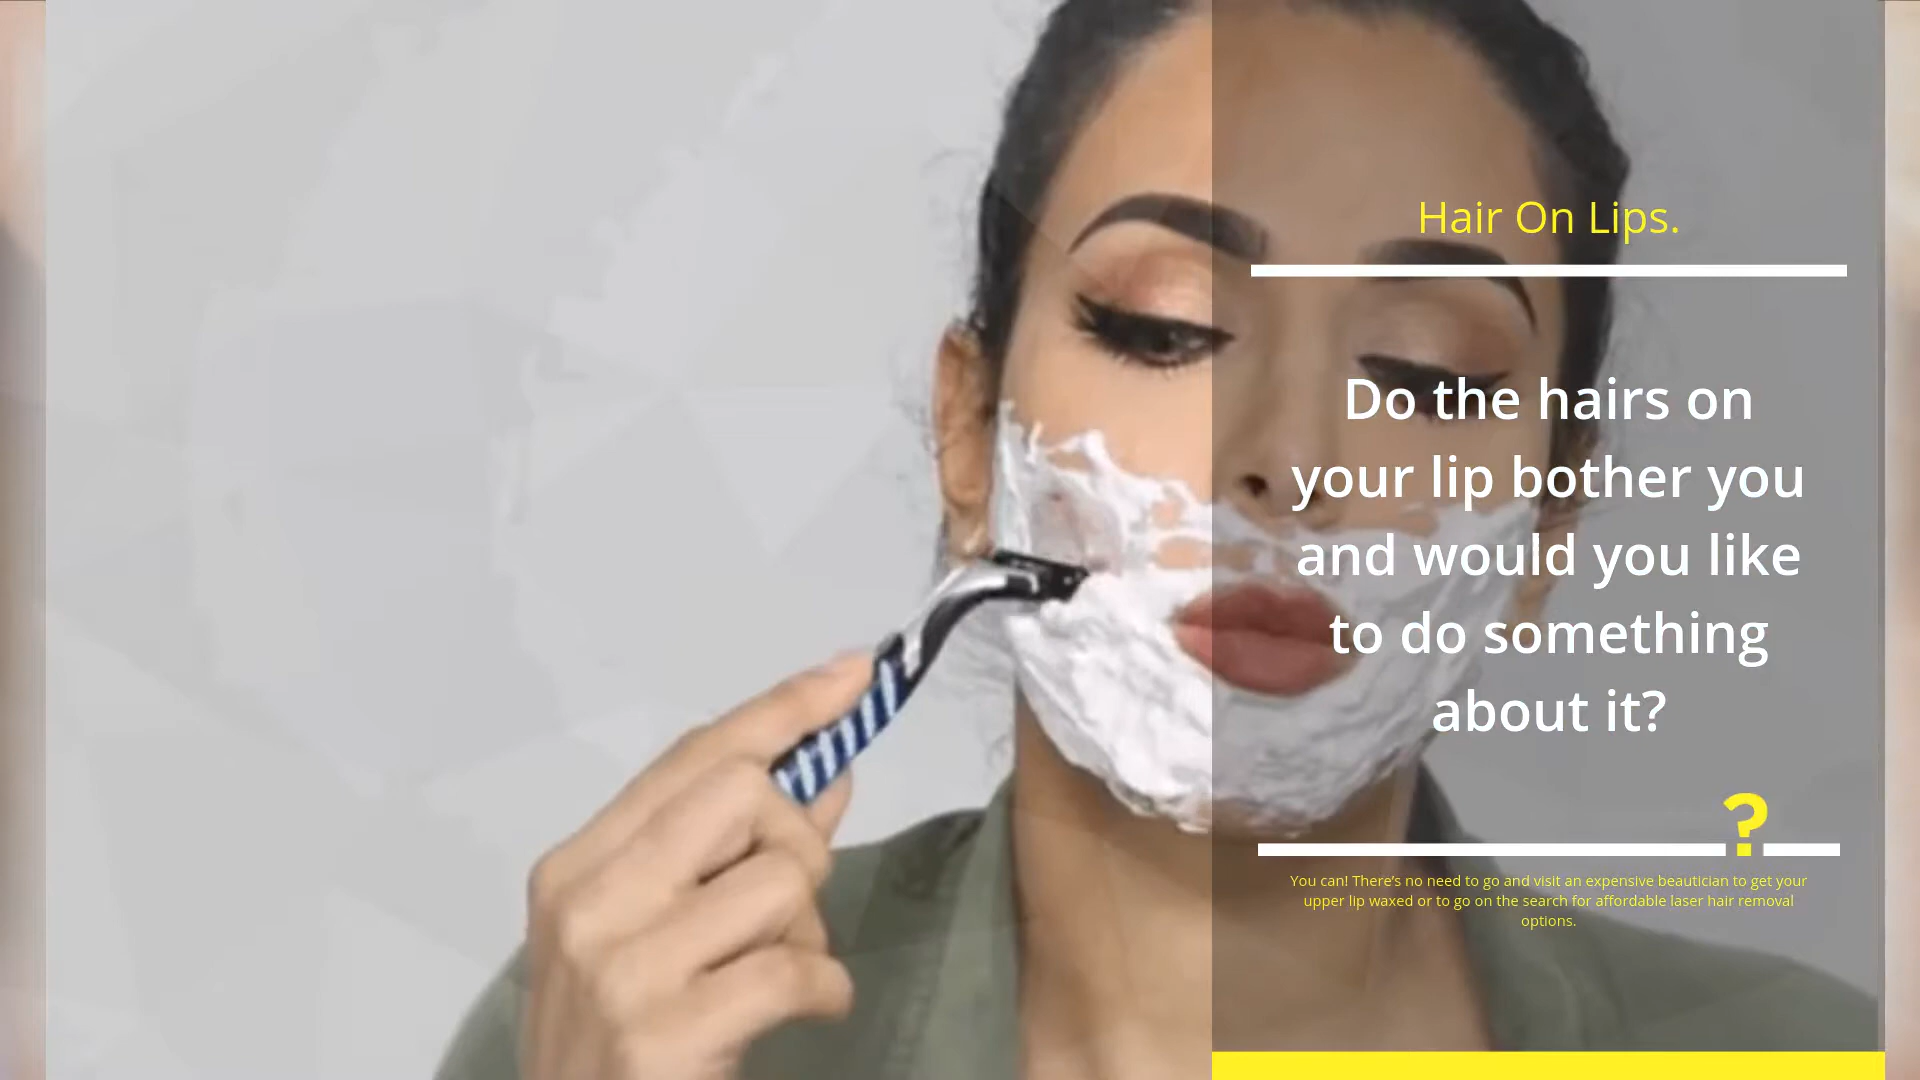 Hair On Lips.
Do the hairs on
your lip bother you
and would you like
to do something
about it?
?
You can! There's no need to go and visit an expensive beautician to get your
upper lip waxed or to go on the search for affordable laser hair removal
options.